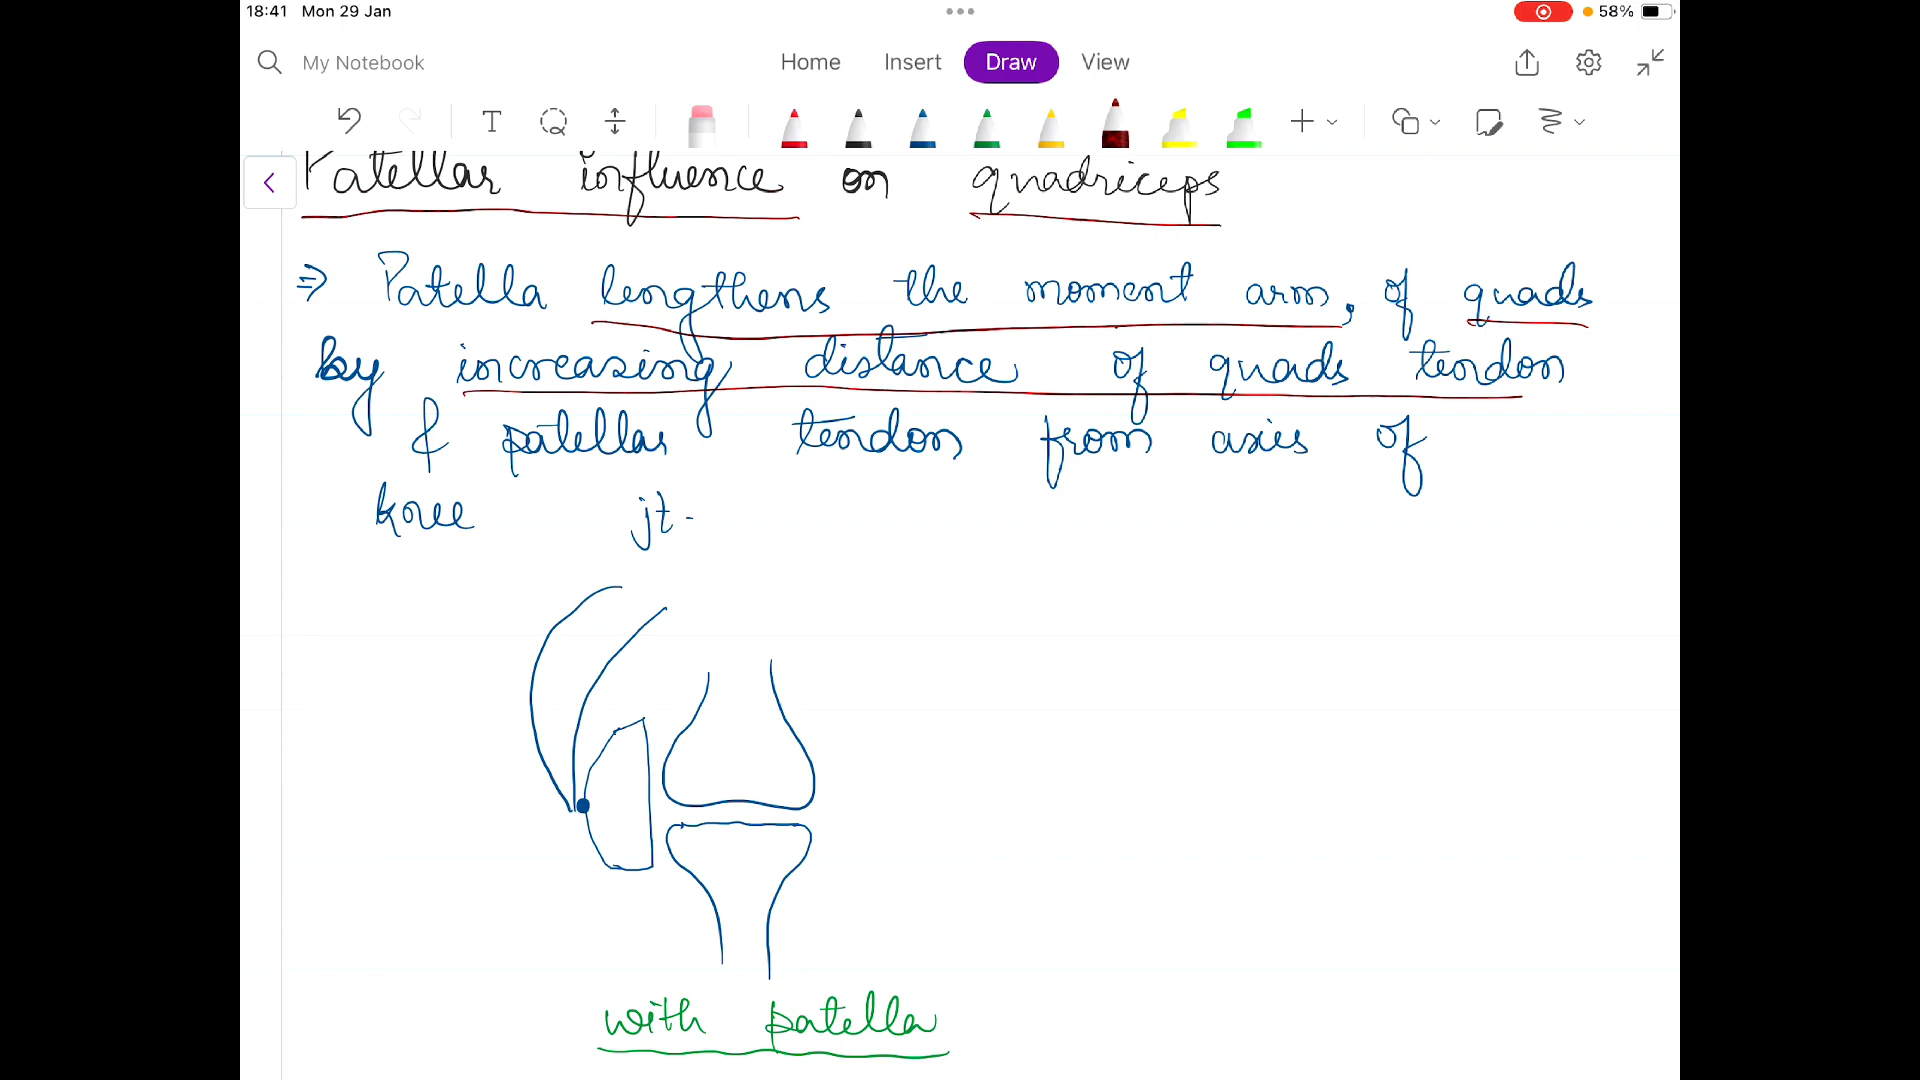 18:41 Mon 29 Jan
58%
My Notebook
Home Insert Draw View
Patellar influence on quadriceps
⇒ Patella lengthens the moment arm, of quads
by increasing distance of quads tendon
& patellar tendon from axis of
knee jt.
with patella